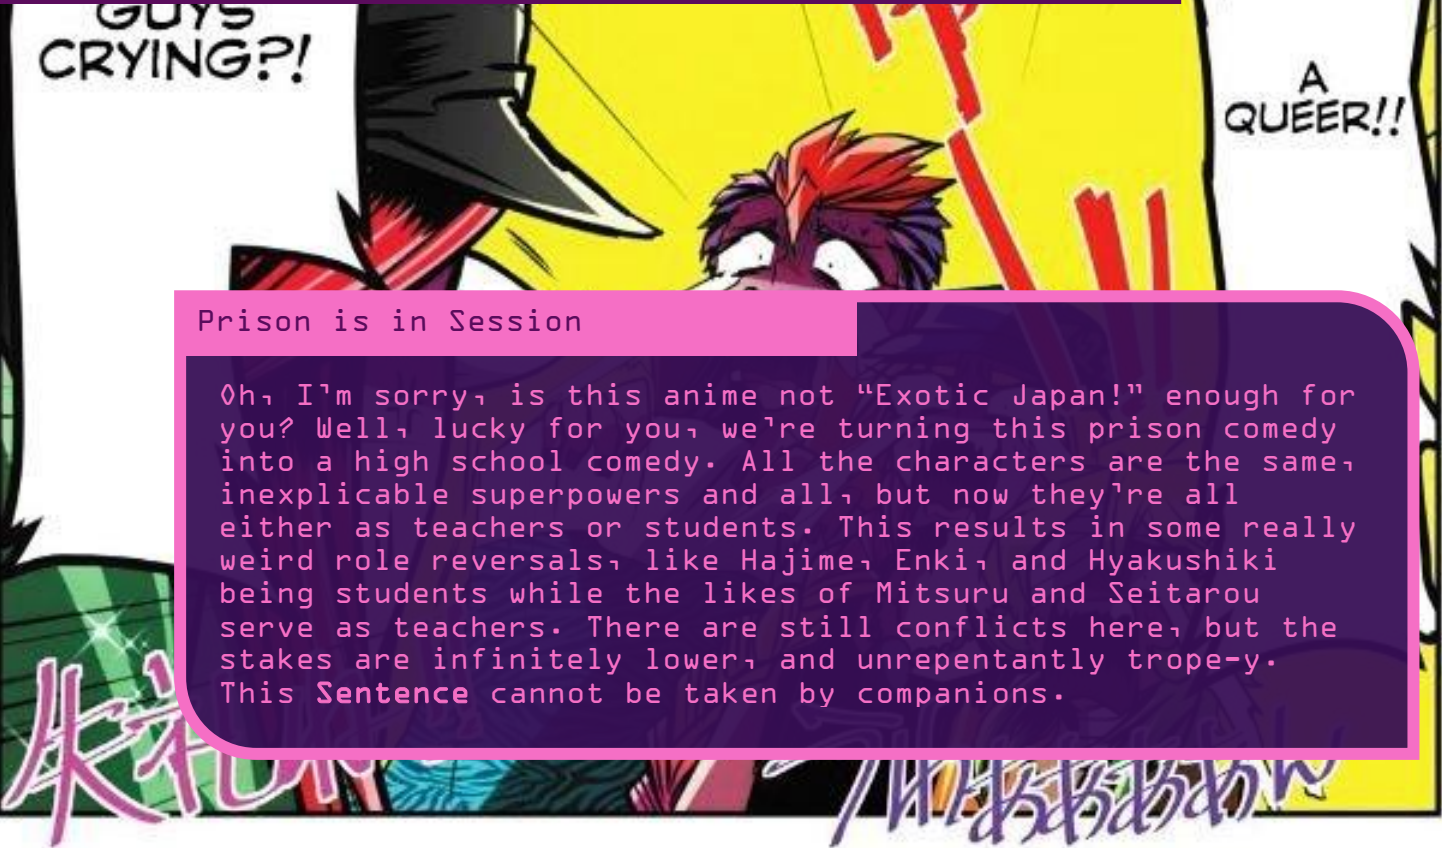 GUYS
CRYING?!
A
QUEER!!
Prison is in Session
Oh, I'm sorry, is this anime not “Exotic Japan!” enough for
you? Well, lucky for you, we're turning this prison comedy
into a high school comedy. All the characters are the same,
inexplicable superpowers and all, but now they're all
either as teachers or students. This results in some really
weird role reversals, like Hajime, Enki, and Hyakushiki
being students while the likes of Mitsuru and Seitarou
serve as teachers. There are still conflicts here, but the
stakes are infinitely lower, and unrepentantly trope-y.
This Sentence cannot be taken by companions.